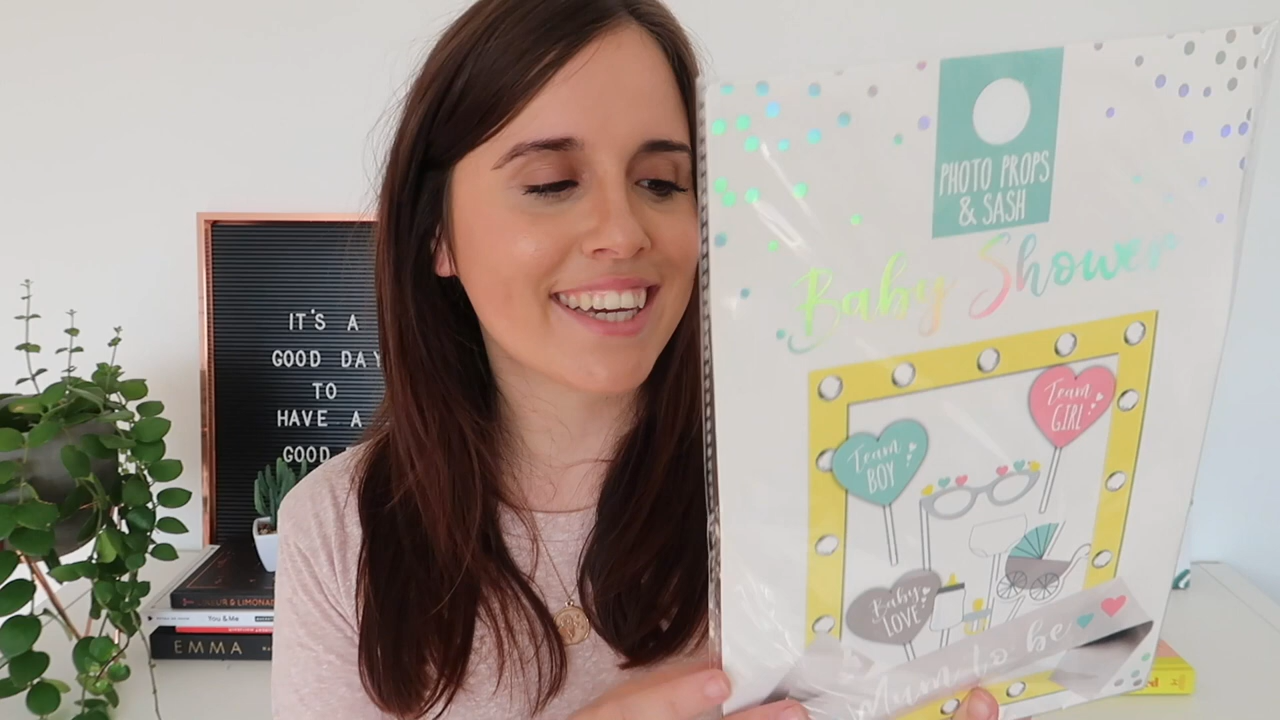 IT'S A
GOOD DAY
TO
HAVE A
GOOD
You & Me
EMMA
PHOTO PROPS
& SASH
Baby Shower
Team
GIRL
Team
BOY
Baby
LOVE
Mum to be